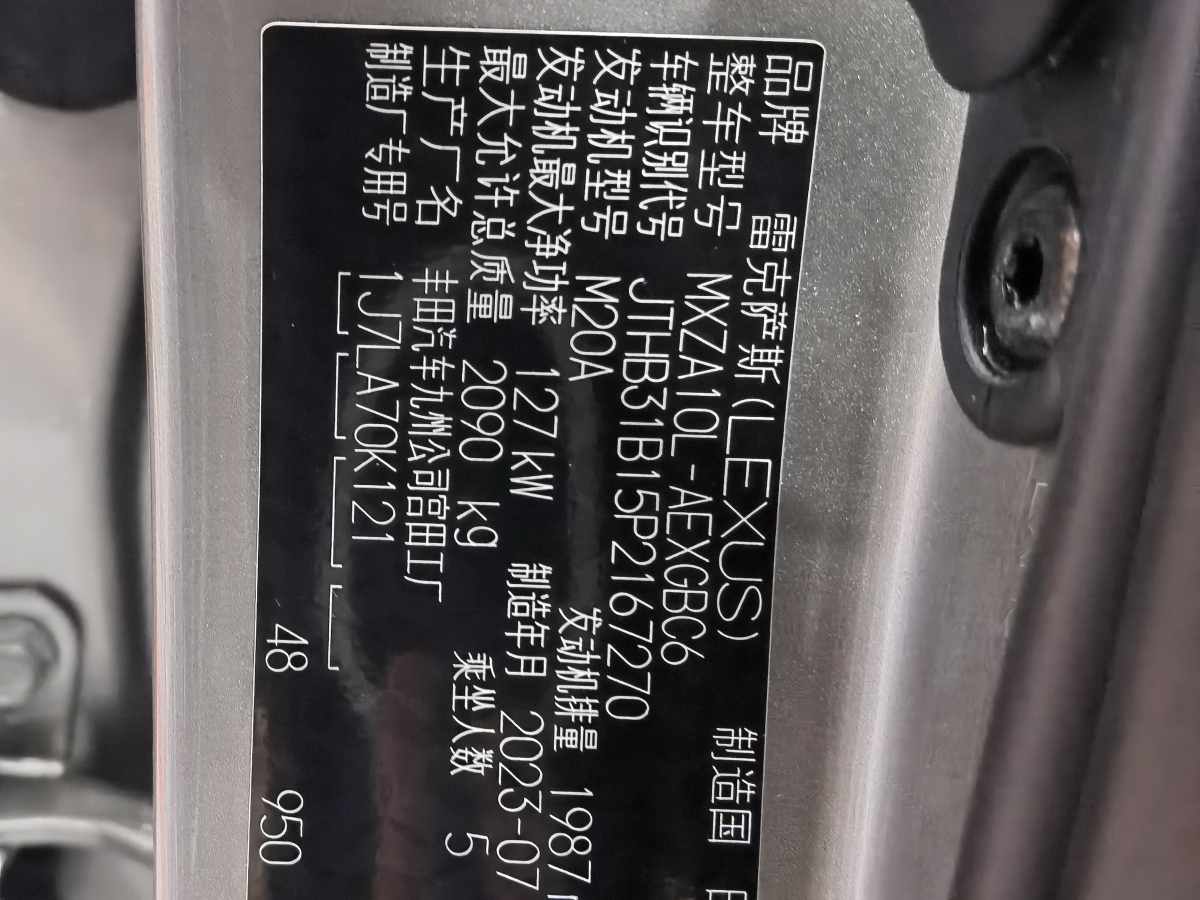 品牌 雷克萨斯(LEXUS) 制造国
整车型号 MXZA10L-AEXGBC6
车辆识别代号 JTHB31B15P2167270
发动机型号 M20A 发动机排量 1987
发动机最大净功率 127 kW 制造年月 2023-07
最大允许总质量 2090 kg 乘坐人数 5
生产厂名 丰田汽车九州公司宫田工厂
制造厂专用号 1J7LA70K121
48 950